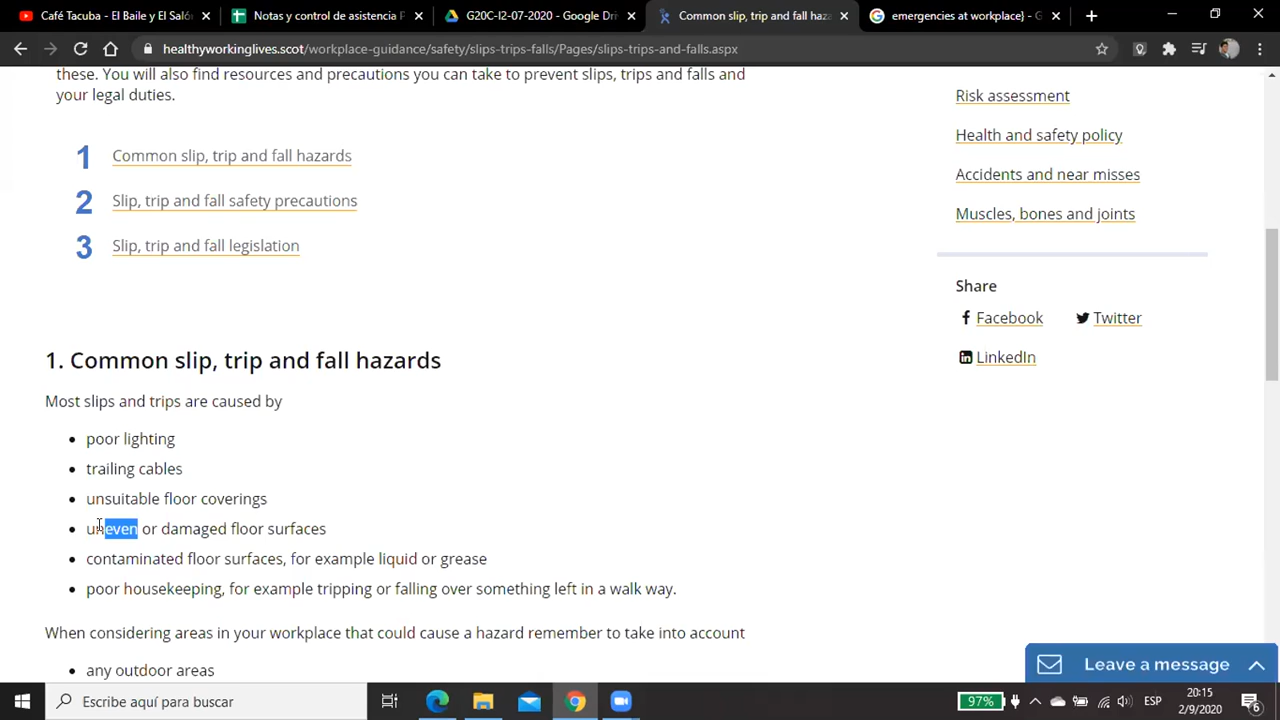 Café Tacuba - El Baile y El Saló
Notas y control de asistencia P
G20C-I2-07-2020 - Google Dri
Common slip, trip and fall haza
emergencies at workplace} - G
healthyworkinglives.scot/workplace-guidance/safety/slips-trips-falls/Pages/slips-trips-and-falls.aspx
these. You will also find resources and precautions you can take to prevent slips, trips and falls and
your legal duties.
1 Common slip, trip and fall hazards
2 Slip, trip and fall safety precautions
3 Slip, trip and fall legislation
Risk assessment
Health and safety policy
Accidents and near misses
Muscles, bones and joints
Share
Facebook
Twitter
LinkedIn
1. Common slip, trip and fall hazards
Most slips and trips are caused by
poor lighting
trailing cables
unsuitable floor coverings
uneven or damaged floor surfaces
contaminated floor surfaces, for example liquid or grease
poor housekeeping, for example tripping or falling over something left in a walk way.
When considering areas in your workplace that could cause a hazard remember to take into account
any outdoor areas
Leave a message
Escribe aquí para buscar
97%
ESP
20:15
2/9/2020
6